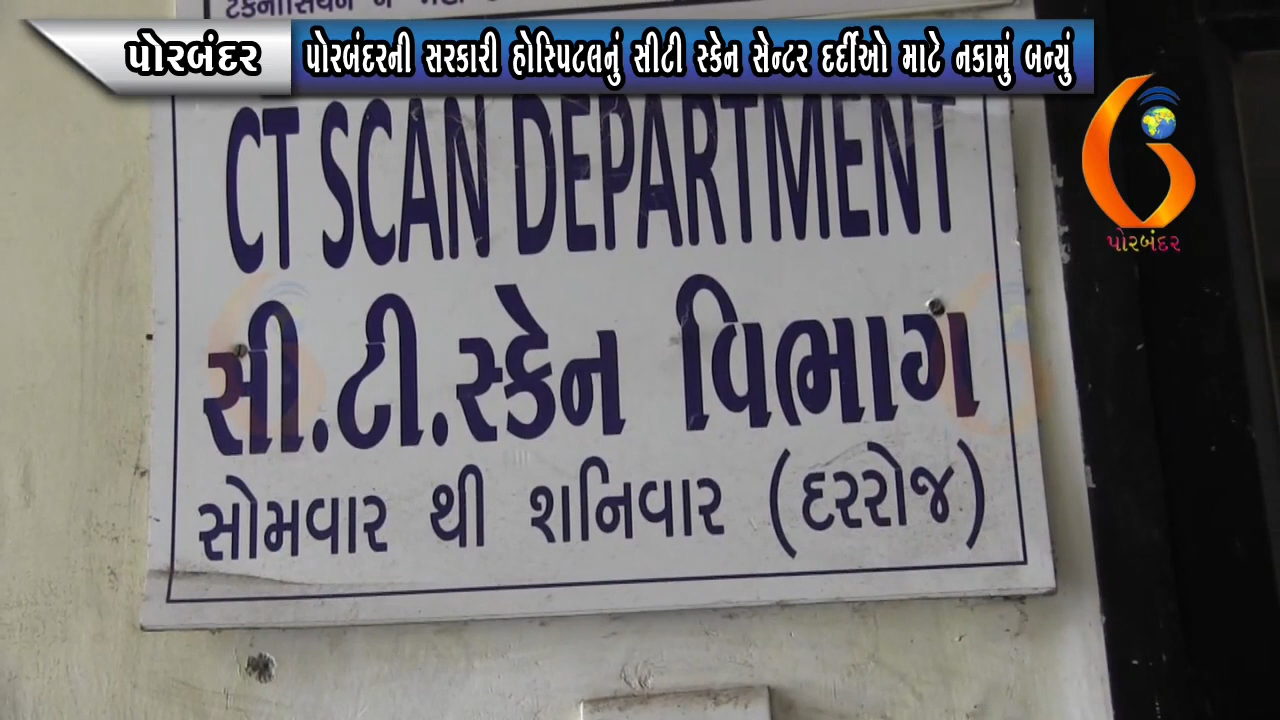 પોરબંદર
પોરબંદરની સરકારી હોસ્પિટલનું સીટી સ્કેન સેન્ટર દર્દીઓ માટે નકામું બન્યું
CT SCAN DEPARTMENT
સી.ટી.સ્કેન વિભાગ
સોમવાર થી શનિવાર (દરરોજ)
પોરબંદર